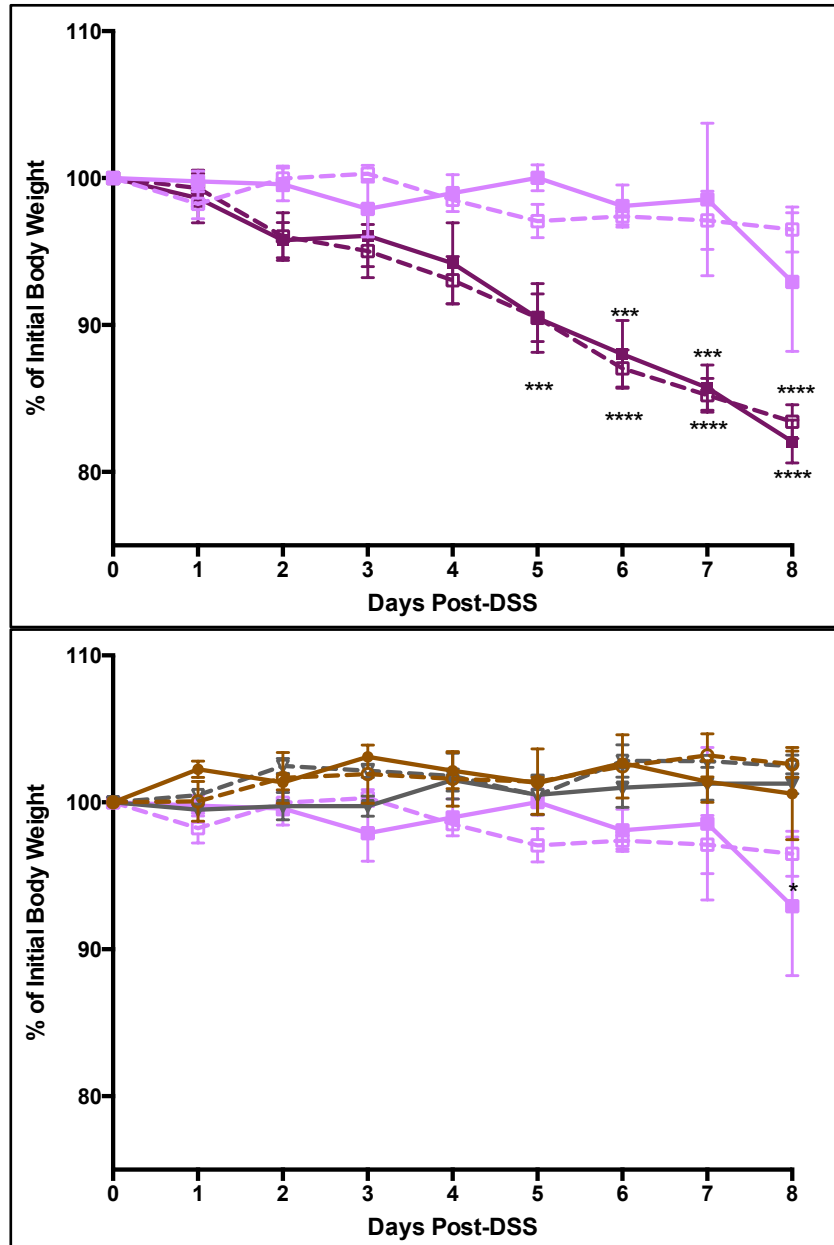 110
100
90
80
% of Initial Body Weight
***
***
****
***
****
****
****
0 1 2 3 4 5 6 7 8
Days Post-DSS
110
100
90
80
% of Initial Body Weight
*
0 1 2 3 4 5 6 7 8
Days Post-DSS